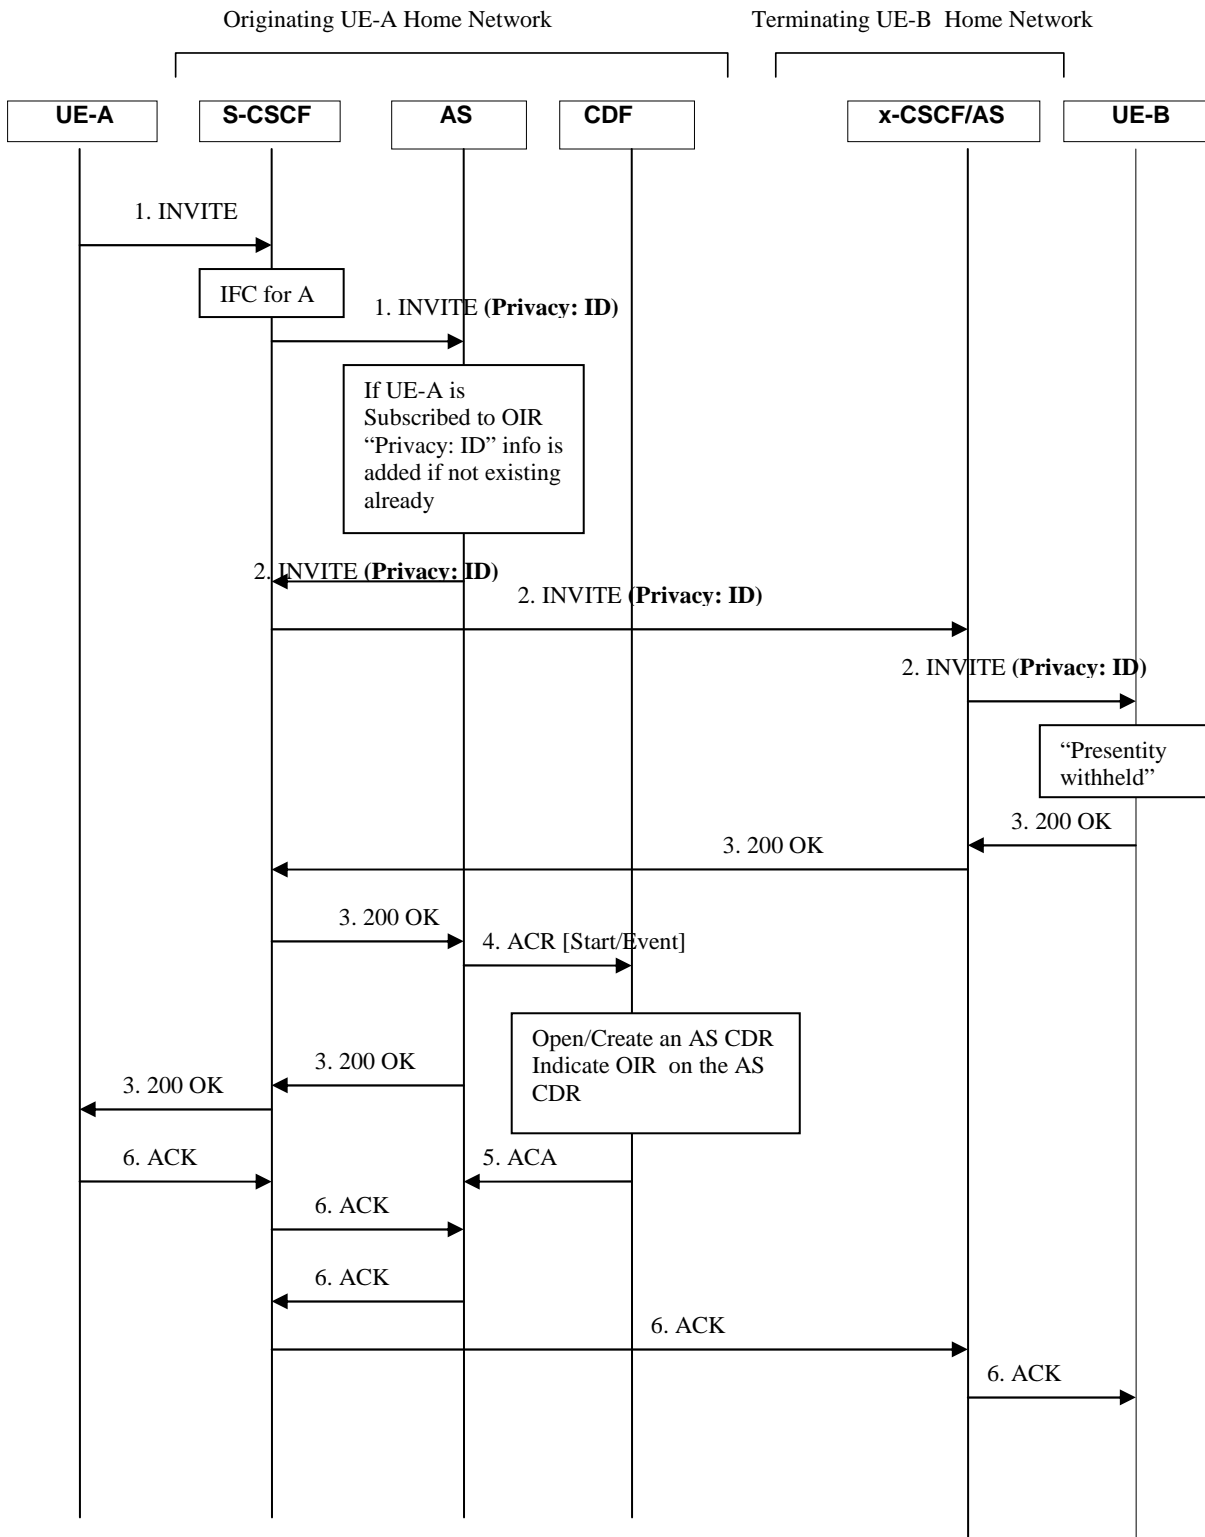 Originating UE-A Home Network
Terminating UE-B  Home Network
UE-A
S-CSCF
AS
CDF
x-CSCF/AS
UE-B
1. INVITE
IFC for A
1. INVITE (Privacy: ID)
If UE-A is
Subscribed to OIR
“Privacy: ID” info is
added if not existing
already
2. INVITE (Privacy: ID)
2. INVITE (Privacy: ID)
2. INVITE (Privacy: ID)
“Presentity
withheld”
3. 200 OK
3. 200 OK
3. 200 OK
4. ACR [Start/Event]
Open/Create an AS CDR
Indicate OIR  on the AS
CDR
3. 200 OK
3. 200 OK
6. ACK
5. ACA
6. ACK
6. ACK
6. ACK
6. ACK